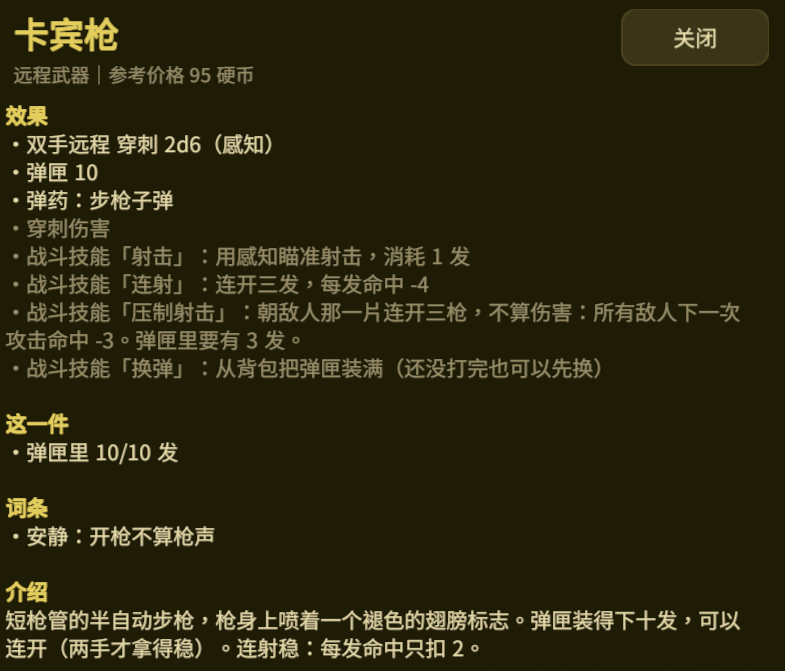 卡宾枪
关闭
远程武器｜参考价格 95 硬币
效果
・双手远程 穿刺 2d6（感知）
・弹匣 10
・弹药：步枪子弹
・穿刺伤害
・战斗技能「射击」：用感知瞄准射击，消耗 1 发
・战斗技能「连射」：连开三发，每发命中 -4
・战斗技能「压制射击」：朝敌人那一片连开三枪，不算伤害：所有敌人下一次
攻击命中 -3。弹匣里要有 3 发。
・战斗技能「换弹」：从背包把弹匣装满（还没打完也可以先换）
这一件
・弹匣里 10/10 发
词条
・安静：开枪不算枪声
介绍
短枪管的半自动步枪，枪身上喷着一个褪色的翅膀标志。弹匣装得下十发，可以
连开（两手才拿得稳）。连射稳：每发命中只扣 2。